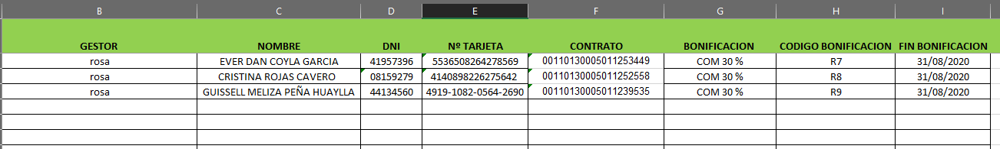 B C D E F G H I
GESTOR NOMBRE DNI Nº TARJETA CONTRATO BONIFICACION CODIGO BONIFICACION FIN BONIFICACION
rosa EVER DAN COYLA GARCIA 41957396 5536508264278569 00110130005011253449 COM 30 % R7 31/08/2020
rosa CRISTINA ROJAS CAVERO 08159279 4140898226275642 00110130005011252558 COM 30 % R8 31/08/2020
rosa GUISSELL MELIZA PEÑA HUAYLLA 44134560 4919-1082-0564-2690 00110130005011239535 COM 30 % R9 31/08/2020